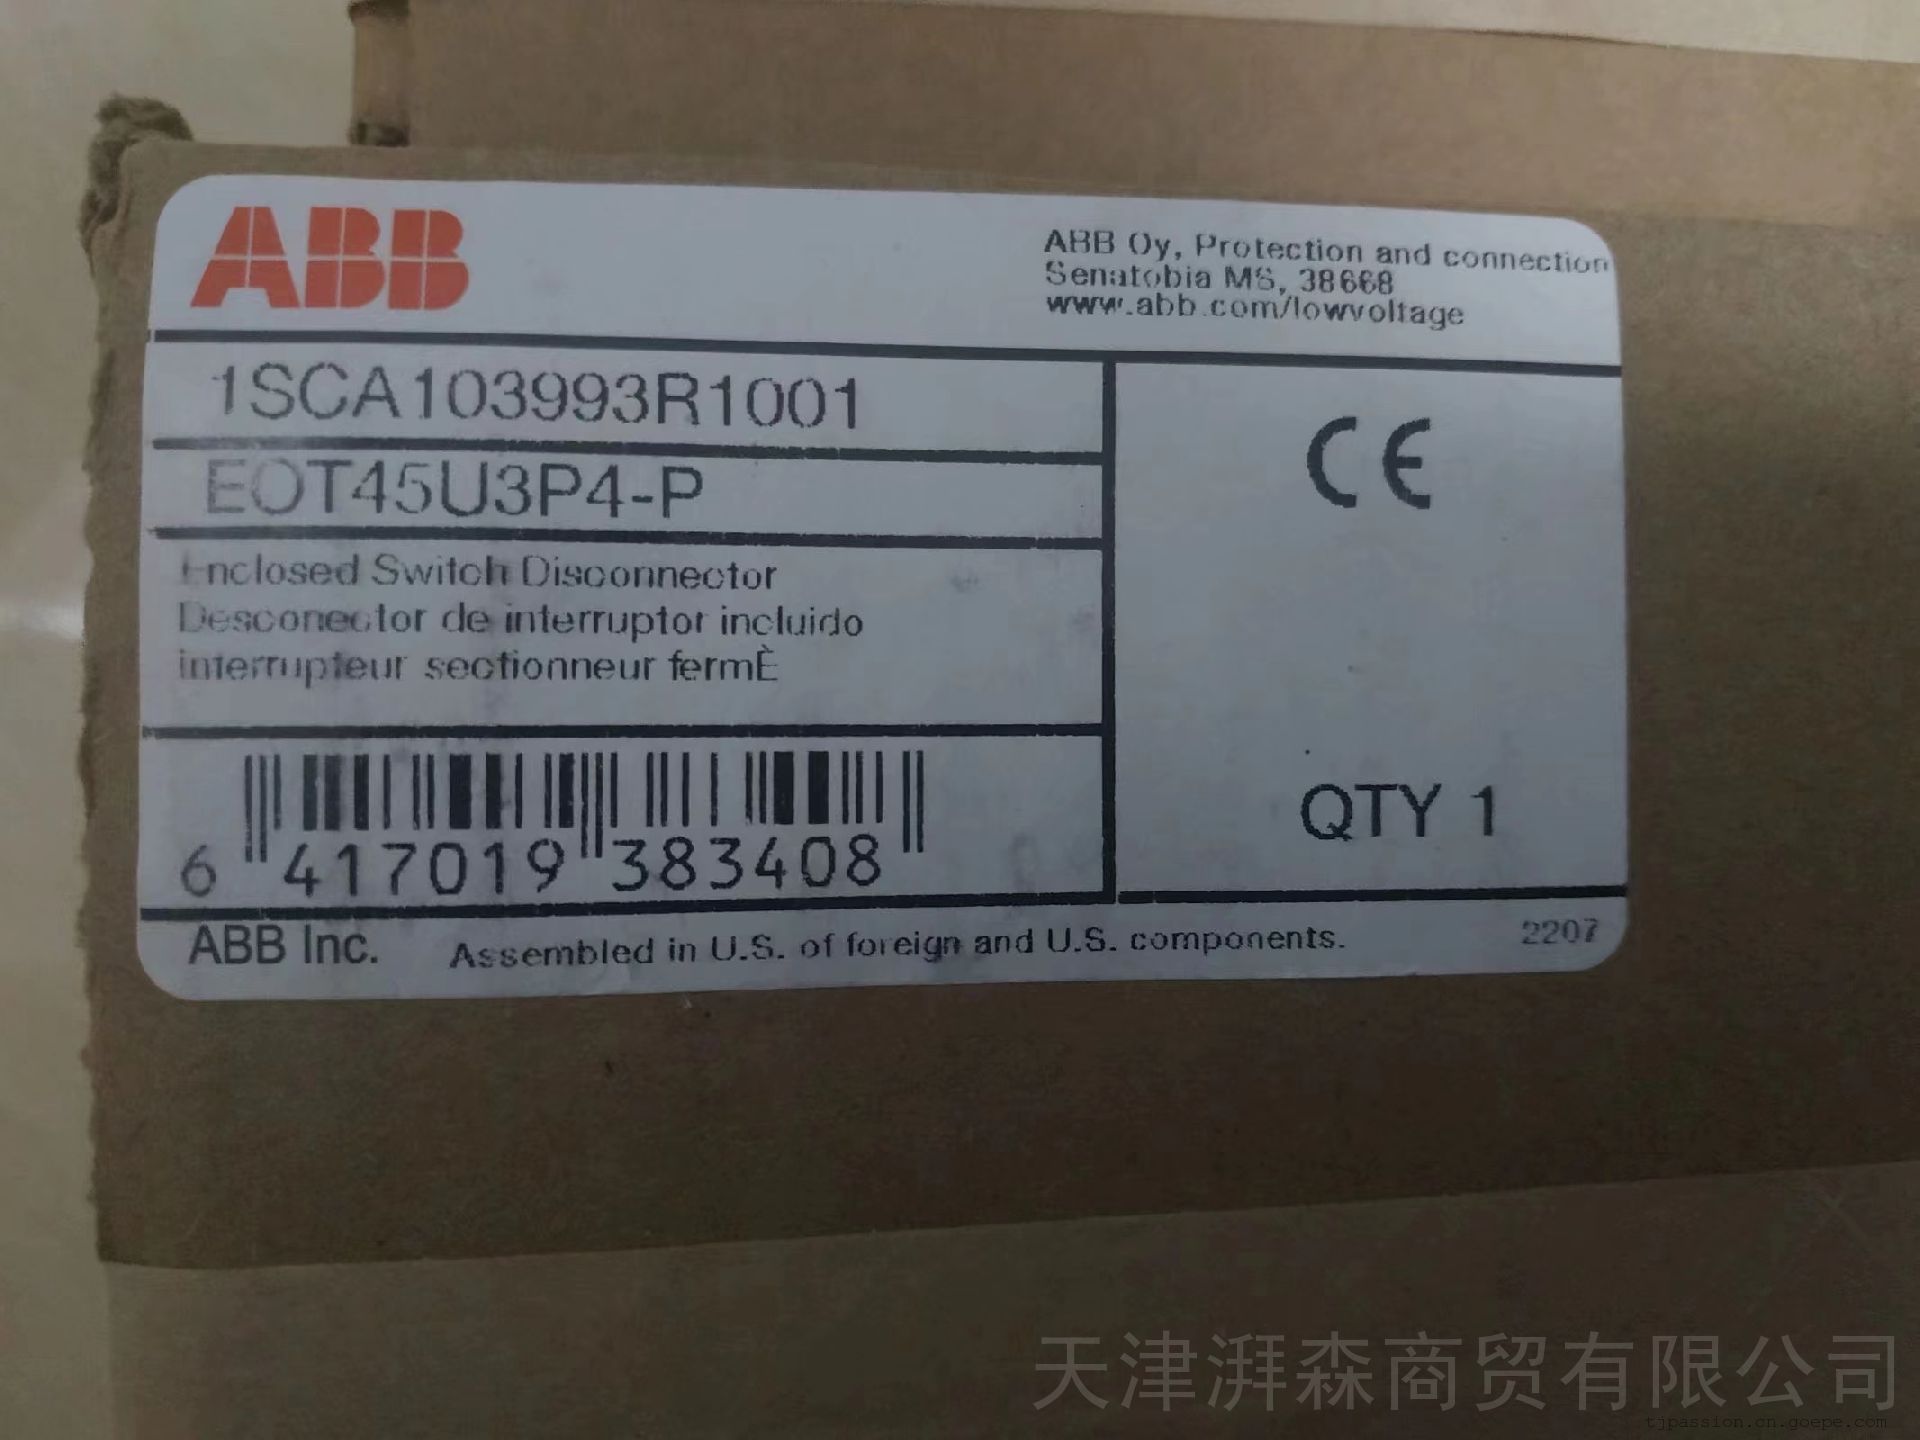 ABB
ABB Oy, Protection and connection
Senatobia MS, 38668
www.abb.com/lowvoltage
1SCA103993R1001
EOT45U3P4-P
Enclosed Switch Disconnector
Desconector de interruptor incluido
interrupteur sectionneur fermÈ
CE
QTY 1
6 417019 383408
ABB Inc. Assembled in U.S. of foreign and U.S. components. 2207
天津湃森商贸有限公司
tjpassion.cn.goepe.com